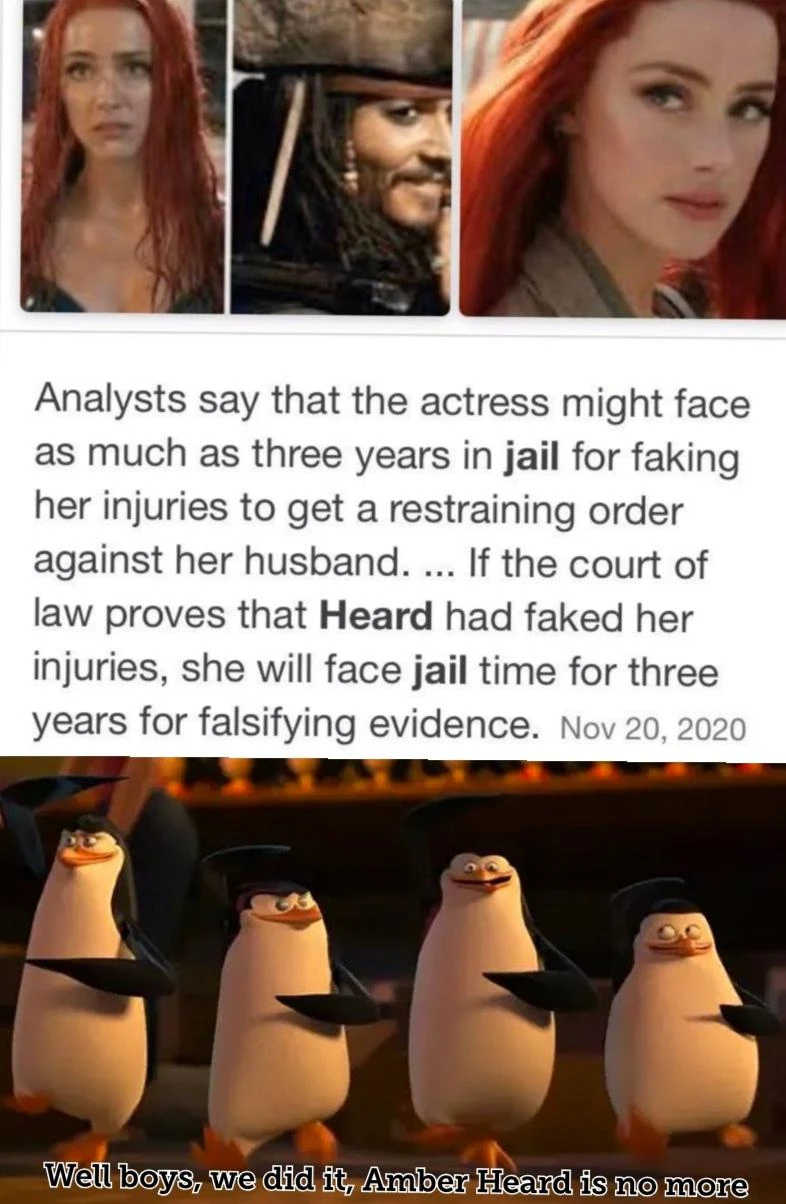 Analysts say that the actress might face
as much as three years in jail for faking
her injuries to get a restraining order
against her husband. ... If the court of
law proves that Heard had faked her
injuries, she will face jail time for three
years for falsifying evidence. Nov 20, 2020
Well boys, we did it, Amber Heard is no more